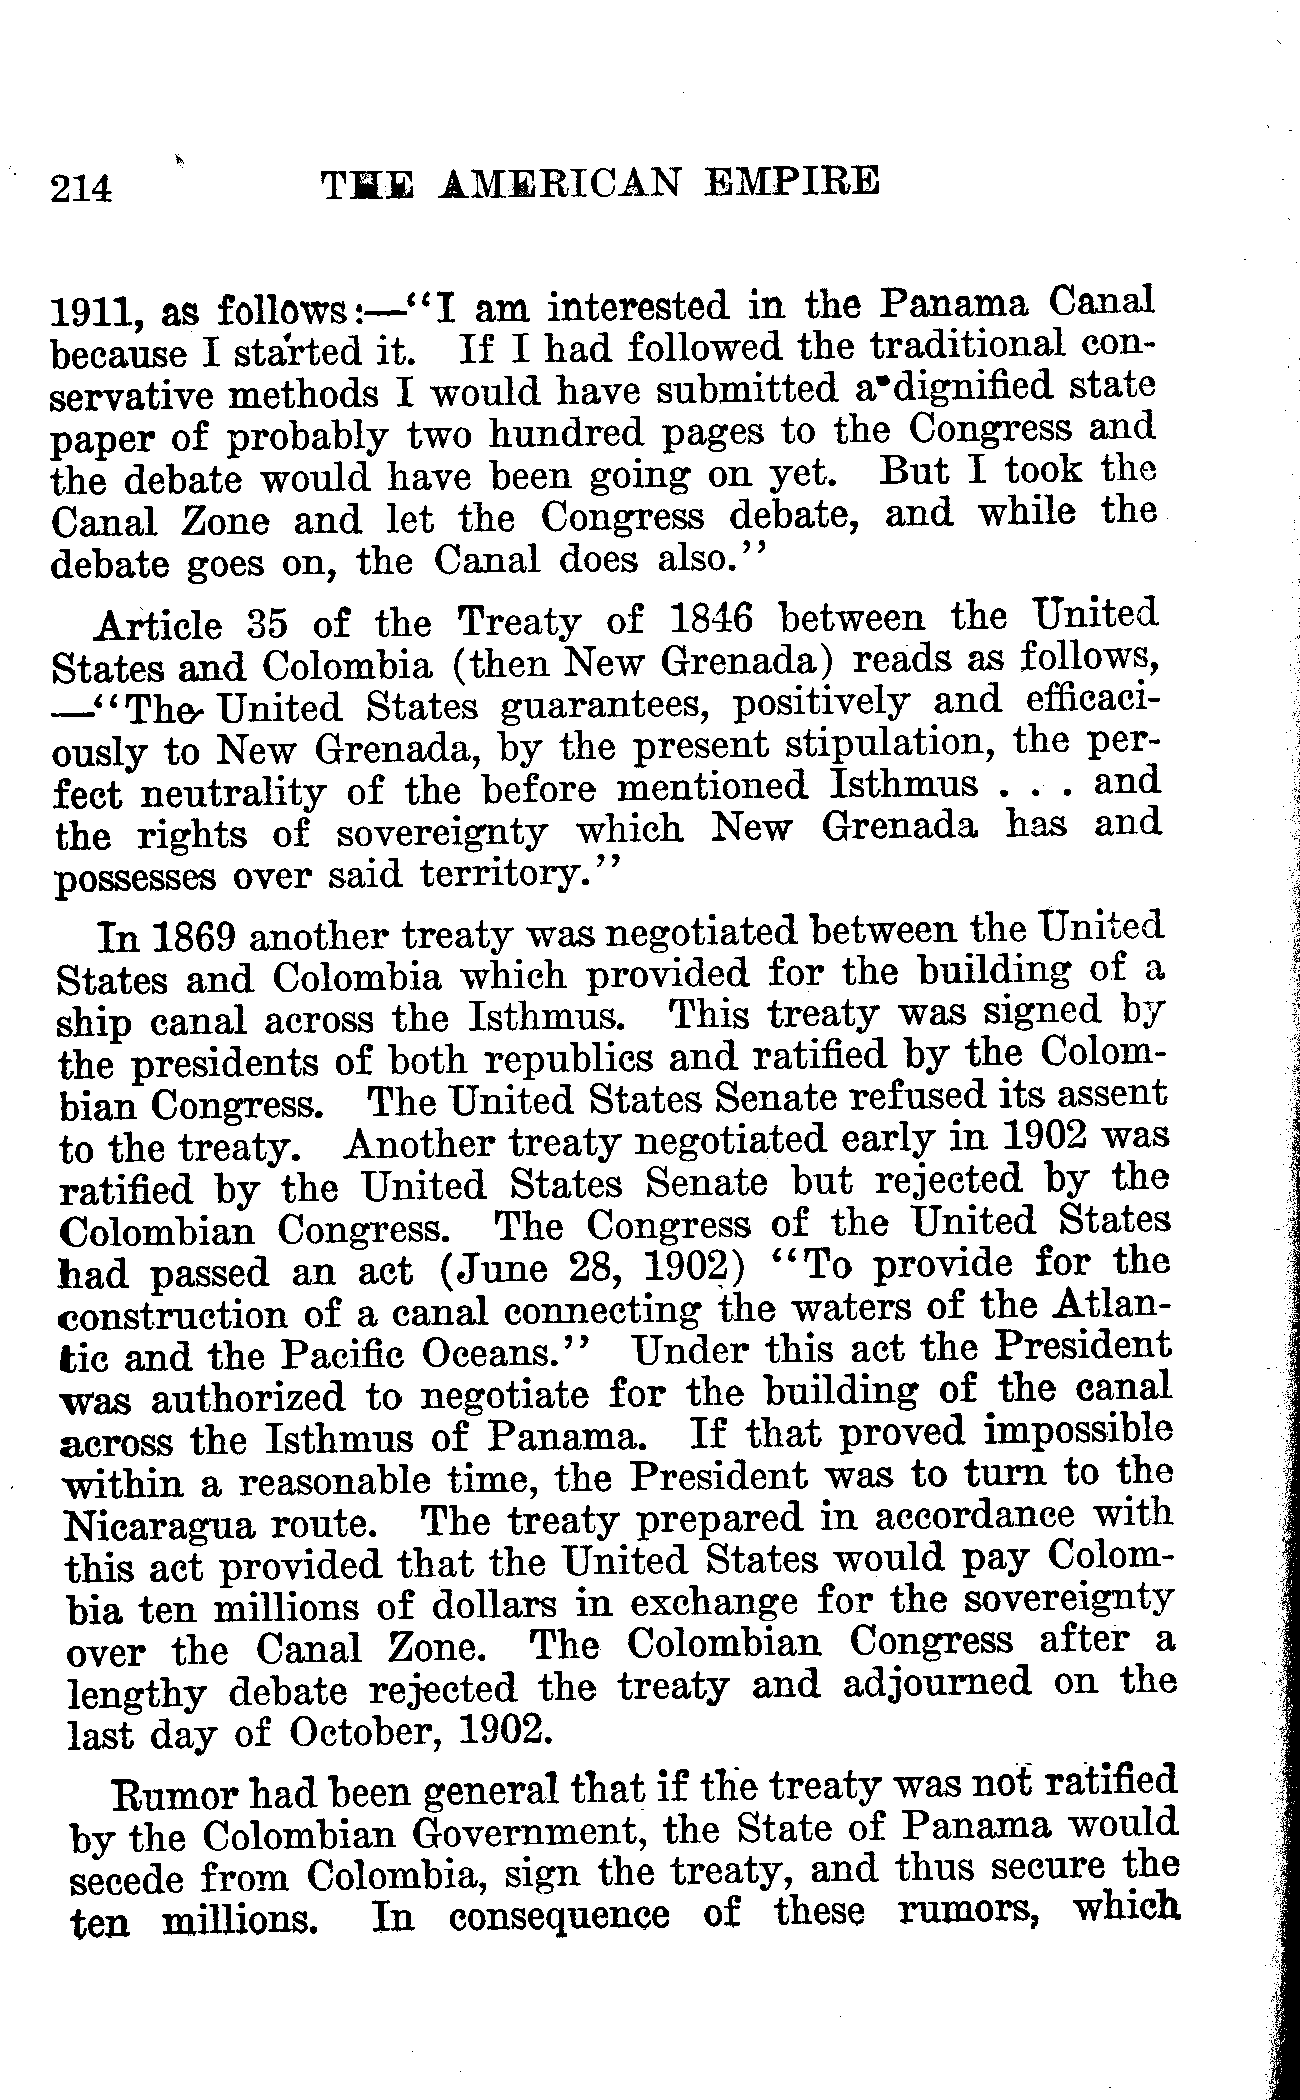 214 THE AMERICAN EMPIRE
1911, as follows:—“I am interested in the Panama Canal
because I started it. If I had followed the traditional con-
servative methods I would have submitted a dignified state
paper of probably two hundred pages to the Congress and
the debate would have been going on yet. But I took the
Canal Zone and let the Congress debate, and while the
debate goes on, the Canal does also.”
Article 35 of the Treaty of 1846 between the United
States and Colombia (then New Grenada) reads as follows,
—“The United States guarantees, positively and efficaci-
ously to New Grenada, by the present stipulation, the per-
fect neutrality of the before mentioned Isthmus . . . and
the rights of sovereignty which New Grenada has and
possesses over said territory.”
In 1869 another treaty was negotiated between the United
States and Colombia which provided for the building of a
ship canal across the Isthmus. This treaty was signed by
the presidents of both republics and ratified by the Colom-
bian Congress. The United States Senate refused its assent
to the treaty. Another treaty negotiated early in 1902 was
ratified by the United States Senate but rejected by the
Colombian Congress. The Congress of the United States
had passed an act (June 28, 1902) “To provide for the
construction of a canal connecting the waters of the Atlan-
tic and the Pacific Oceans.” Under this act the President
was authorized to negotiate for the building of the canal
across the Isthmus of Panama. If that proved impossible
within a reasonable time, the President was to turn to the
Nicaragua route. The treaty prepared in accordance with
this act provided that the United States would pay Colom-
bia ten millions of dollars in exchange for the sovereignty
over the Canal Zone. The Colombian Congress after a
lengthy debate rejected the treaty and adjourned on the
last day of October, 1902.
Rumor had been general that if the treaty was not ratified
by the Colombian Government, the State of Panama would
secede from Colombia, sign the treaty, and thus secure the
ten millions. In consequence of these rumors, which